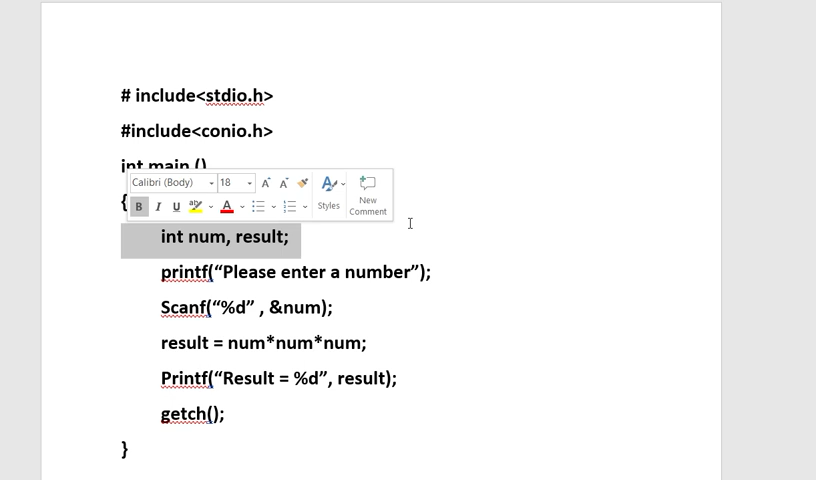 # include<stdio.h>
#include<conio.h>
int main ()
Calibri (Body) 18 A A A Styles New Comment
{ B I U ab A
int num, result;
printf(“Please enter a number”);
Scanf(“%d” , &num);
result = num*num*num;
Printf(“Result = %d”, result);
getch();
}